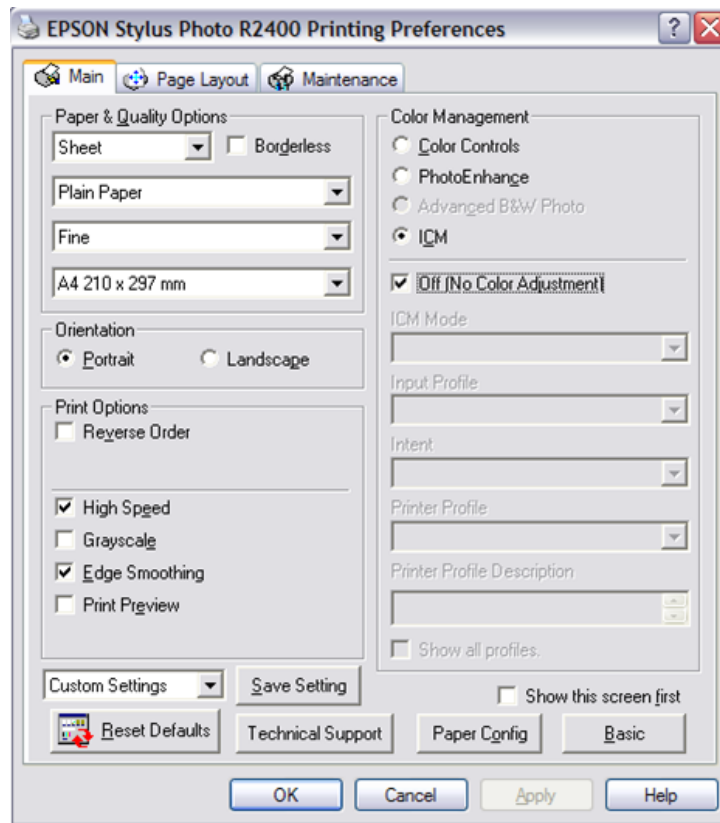 EPSON Stylus Photo R2400 Printing Preferences
Main
Page Layout
Maintenance
Paper & Quality Options
Sheet
Borderless
Plain Paper
Fine
A4 210 x 297 mm
Orientation
Portrait
Landscape
Print Options
Reverse Order
High Speed
Grayscale
Edge Smoothing
Print Preview
Color Management
Color Controls
PhotoEnhance
Advanced B&W Photo
ICM
Off (No Color Adjustment)
ICM Mode
Input Profile
Intent
Printer Profile
Printer Profile Description
Show all profiles.
Custom Settings
Save Setting
Show this screen first
Reset Defaults
Technical Support
Paper Config
Basic
OK
Cancel
Apply
Help